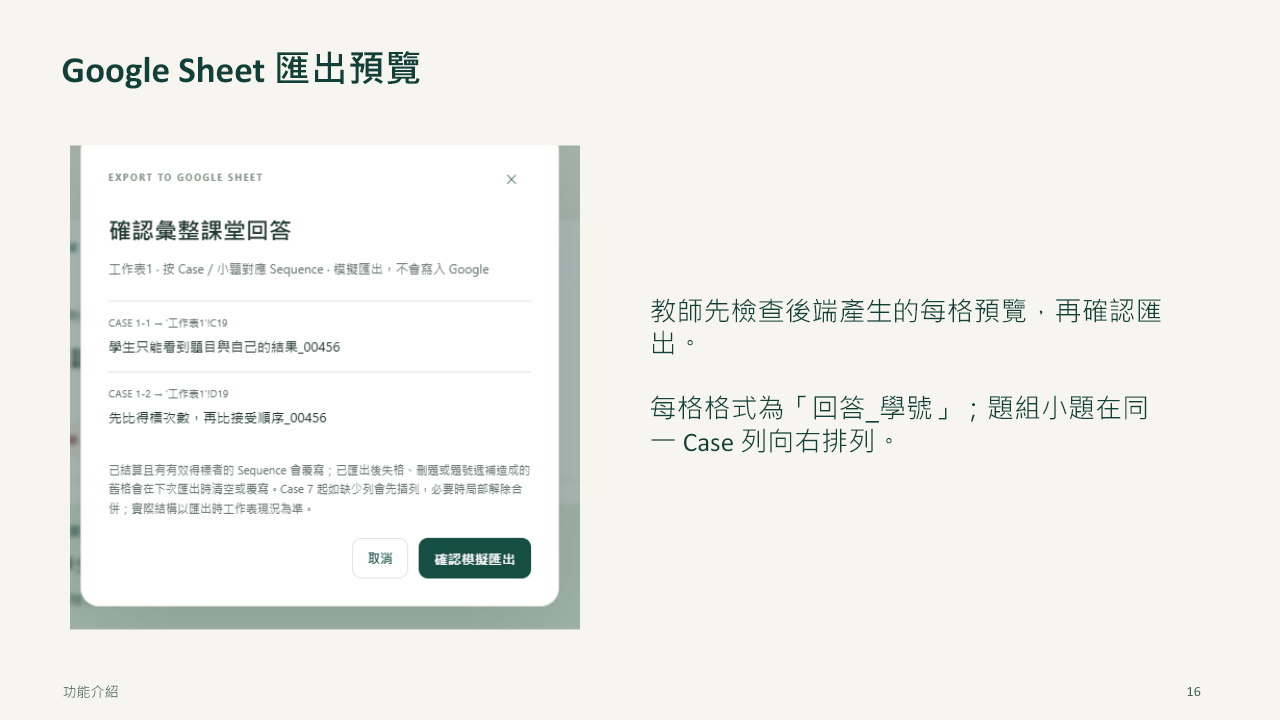 Google Sheet 匯出預覽
EXPORT TO GOOGLE SHEET
×
確認彙整課堂回答
工作表1 · 按 Case / 小題對應 Sequence · 模擬匯出，不會寫入 Google
CASE 1-1 → '工作表1'!C19
學生只能看到題目與自己的結果_00456
CASE 1-2 → '工作表1'!D19
先比得標次數，再比接受順序_00456
已結算且有有效得標者的 Sequence 會覆寫；已匯出後失格、刪題或題號遞補造成的
舊格會在下次匯出時清空或覆寫。Case 7 起如缺少列會先插列，必要時局部解除合
併；實際結構以匯出時工作表現況為準。
取消
確認模擬匯出
教師先檢查後端產生的每格預覽，再確認匯
出。
每格格式為「回答_學號」；題組小題在同
一 Case 列向右排列。
功能介紹
16